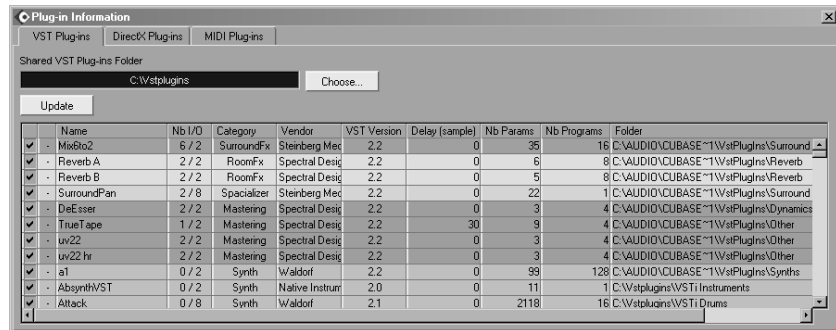 Plug-in Information
VST Plug-ins DirectX Plug-ins MIDI Plug-ins
Shared VST Plug-ins Folder
C:\Vstplugins Choose...
Update
Name Nb I/O Category Vendor VST Version Delay (sample) Nb Params Nb Programs Folder
- Mix6to2 6 / 2 SurroundFx Steinberg Med 2.2 0 35 16 C:\AUDIO\CUBASE~1\VstPlugIns\Surround
- Reverb A 2 / 2 RoomFx Spectral Desig 2.2 0 6 8 C:\AUDIO\CUBASE~1\VstPlugIns\Reverb
- Reverb B 2 / 2 RoomFx Spectral Desig 2.2 0 5 8 C:\AUDIO\CUBASE~1\VstPlugIns\Reverb
- SurroundPan 2 / 8 Spacializer Steinberg Med 2.2 0 22 1 C:\AUDIO\CUBASE~1\VstPlugIns\Surround
- DeEsser 2 / 2 Mastering Spectral Desig 2.2 0 3 4 C:\AUDIO\CUBASE~1\VstPlugIns\Dynamics
- TrueTape 1 / 2 Mastering Spectral Desig 2.2 30 9 4 C:\AUDIO\CUBASE~1\VstPlugIns\Other
- uv22 2 / 2 Mastering Spectral Desig 2.2 0 3 4 C:\AUDIO\CUBASE~1\VstPlugIns\Other
- uv22 hr 2 / 2 Mastering Spectral Desig 2.2 0 3 4 C:\AUDIO\CUBASE~1\VstPlugIns\Other
- a1 0 / 2 Synth Waldorf 2.2 0 99 128 C:\AUDIO\CUBASE~1\VstPlugIns\Synths
- AbsynthVST 0 / 2 Synth Native Instrum 2.0 0 11 1 C:\Vstplugins\VSTi Instruments
- Attack 0 / 8 Synth Waldorf 2.1 0 2118 16 C:\Vstplugins\VSTi Drums